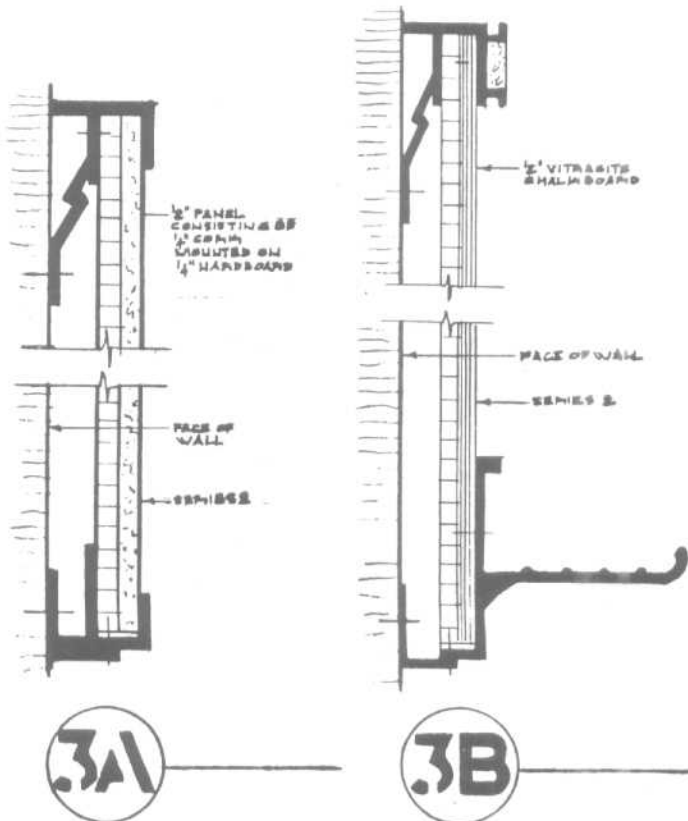 1/2" PANEL
CONSISTING OF
1/4" CORK
MOUNTED ON
1/4" HARDBOARD
FACE OF
WALL
SERIES 2
3A
1/2" VITRASITE
CHALKBOARD
FACE OF WALL
SERIES 2
3B